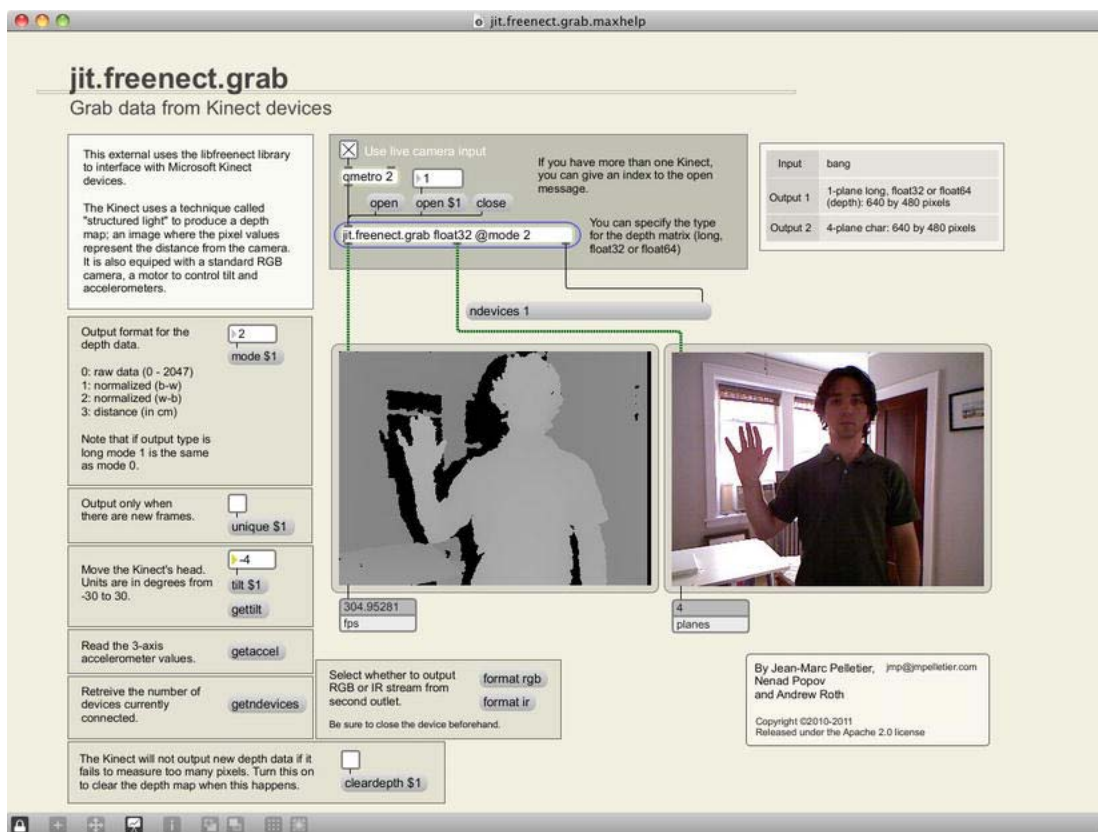 jit.freenect.grab.maxhelp
jit.freenect.grab
Grab data from Kinect devices
This external uses the libfreenect library
to interface with Microsoft Kinect
devices.
The Kinect uses a technique called
"structured light" to produce a depth
map; an image where the pixel values
represent the distance from the camera.
It is also equiped with a standard RGB
camera, a motor to control tilt and
accelerometers.
Use live camera input
qmetro 2
1
open
open $1
close
If you have more than one Kinect,
you can give an index to the open
message.
jit.freenect.grab float32 @mode 2
You can specify the type
for the depth matrix (long,
float32 or float64)
ndevices 1
Input
bang
Output 1
1-plane long, float32 or float64
(depth): 640 by 480 pixels
Output 2
4-plane char: 640 by 480 pixels
Output format for the
depth data.
2
mode $1
0: raw data (0 - 2047)
1: normalized (b-w)
2: normalized (w-b)
3: distance (in cm)
Note that if output type is
long mode 1 is the same
as mode 0.
Output only when
there are new frames.
unique $1
Move the Kinect's head.
Units are in degrees from
-30 to 30.
-4
tilt $1
gettilt
Read the 3-axis
accelerometer values.
getaccel
Retreive the number of
devices currently
connected.
getndevices
The Kinect will not output new depth data if it
fails to measure too many pixels. Turn this on
to clear the depth map when this happens.
cleardepth $1
304.95281
fps
4
planes
Select whether to output
RGB or IR stream from
second outlet.
Be sure to close the device beforehand.
format rgb
format ir
By Jean-Marc Pelletier,
jmp@jmpelletier.com
Nenad Popov
and Andrew Roth
Copyright ©2010-2011
Released under the Apache 2.0 license